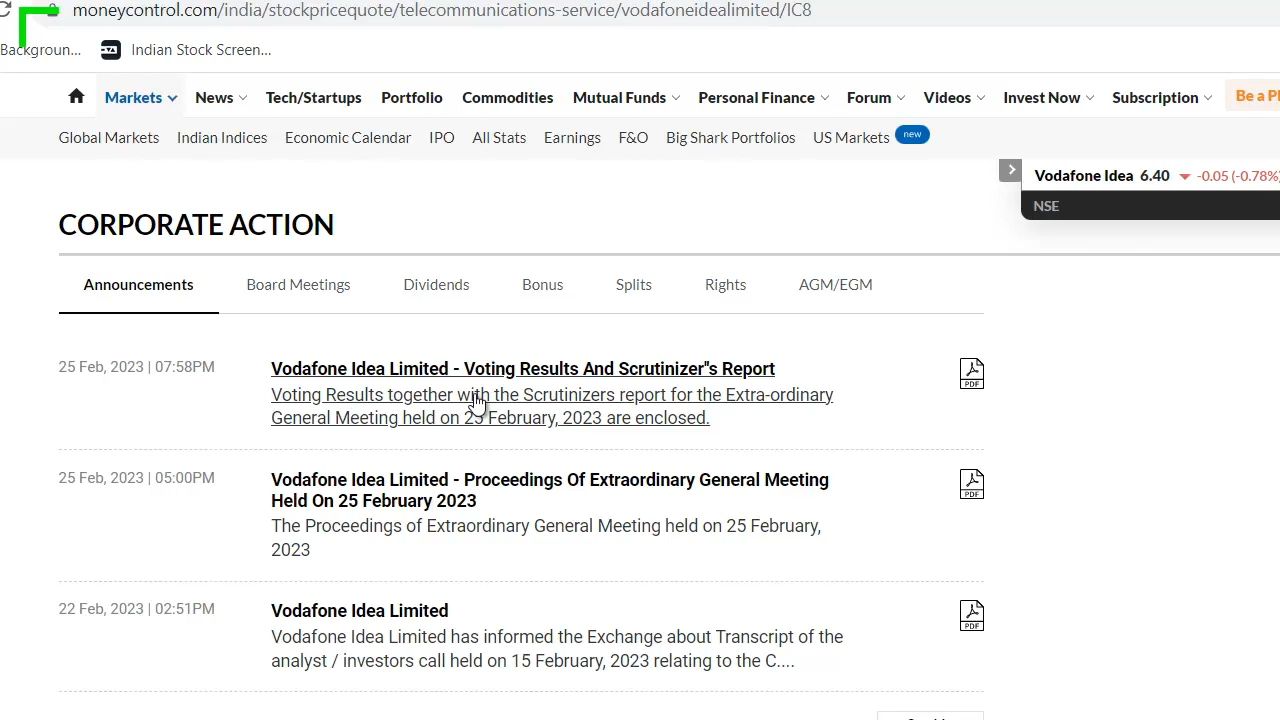 moneycontrol.com/india/stockpricequote/telecommunications-service/vodafoneidealimited/IC8
Backgroun... Indian Stock Screen...
Markets News Tech/Startups Portfolio Commodities Mutual Funds Personal Finance Forum Videos Invest Now Subscription Be a
Global Markets Indian Indices Economic Calendar IPO All Stats Earnings F&O Big Shark Portfolios US Markets new
Vodafone Idea 6.40 -0.05 (-0.78%)
NSE
CORPORATE ACTION
Announcements Board Meetings Dividends Bonus Splits Rights AGM/EGM
25 Feb, 2023 | 07:58PM
Vodafone Idea Limited - Voting Results And Scrutinizer"s Report
Voting Results together with the Scrutinizers report for the Extra-ordinary
General Meeting held on 25 February, 2023 are enclosed.
PDF
25 Feb, 2023 | 05:00PM
Vodafone Idea Limited - Proceedings Of Extraordinary General Meeting
Held On 25 February 2023
The Proceedings of Extraordinary General Meeting held on 25 February,
2023
PDF
22 Feb, 2023 | 02:51PM
Vodafone Idea Limited
Vodafone Idea Limited has informed the Exchange about Transcript of the
analyst / investors call held on 15 February, 2023 relating to the C....
PDF